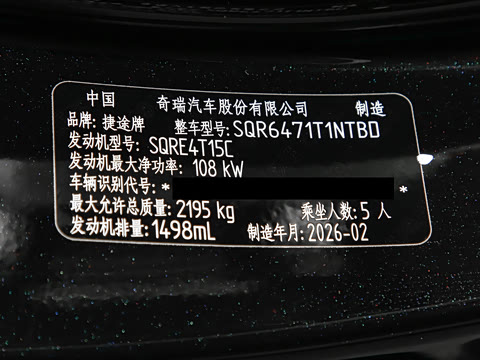 中国 奇瑞汽车股份有限公司 制造
品牌: 捷途牌 整车型号: SQR6471T1NTBD
发动机型号: SQRE4T15C
发动机最大净功率: 108 kW
车辆识别代号: * *
最大允许总质量: 2195 kg 乘坐人数: 5 人
发动机排量: 1498mL 制造年月: 2026-02